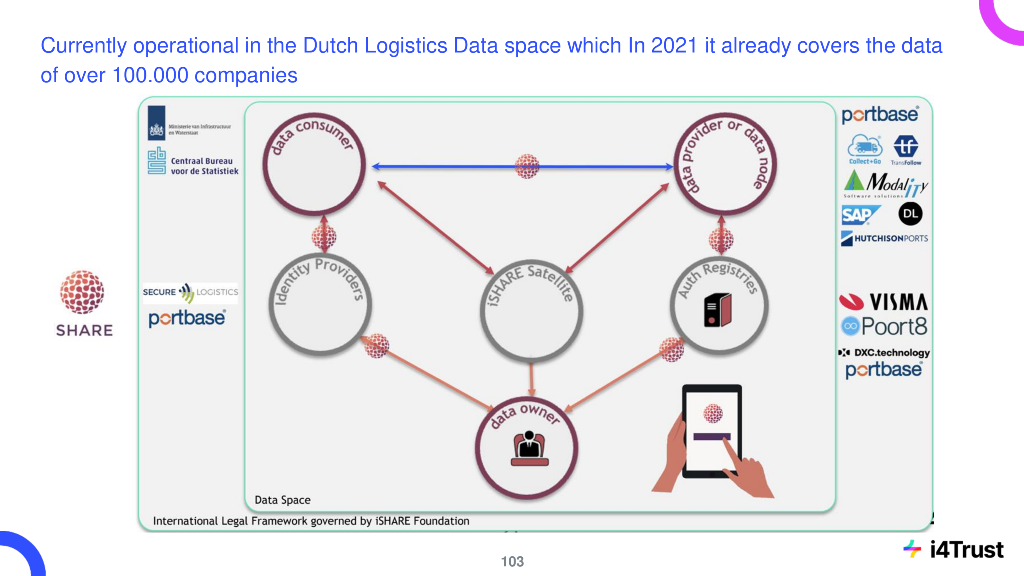 Currently operational in the Dutch Logistics Data space which In 2021 it already covers the data
of over 100.000 companies
Ministerie van Infrastructuur
en Waterstaat
Centraal Bureau
voor de Statistiek
data consumer
data provider or data node
portbase
Collect+Go
TransFollow
Modality
Software solutions
SAP
DL
HUTCHISON PORTS
Identity Providers
iSHARE Satellite
Auth Registries
SHARE
SECURE LOGISTICS
portbase
VISMA
Poort8
DXC.technology
portbase
data owner
Data Space
International Legal Framework governed by iSHARE Foundation
103
i4Trust